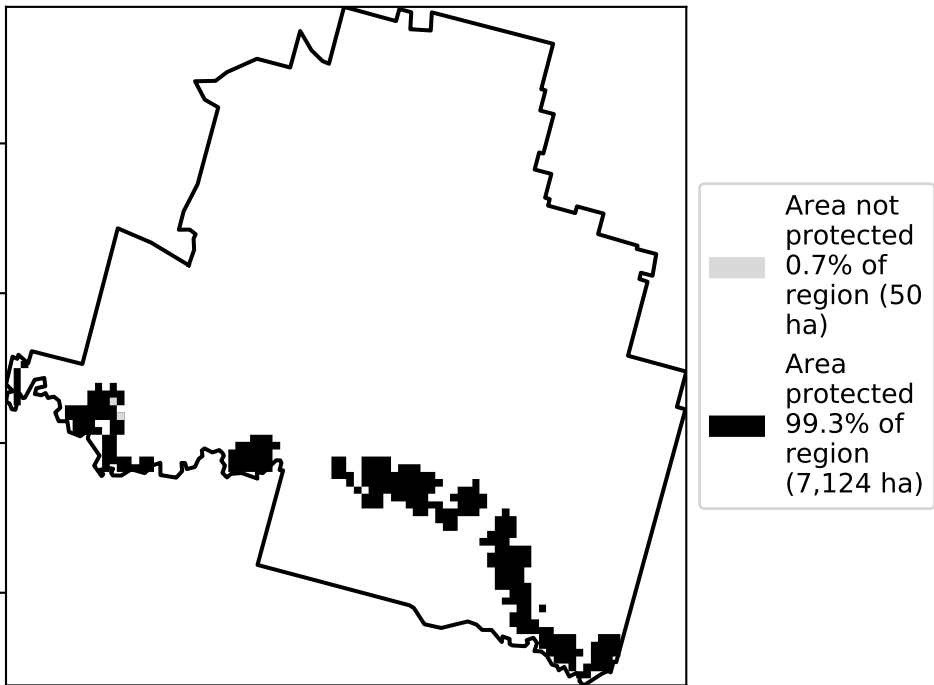 Area not
protected
0.7% of
region (50
ha)
Area
protected
99.3% of
region
(7,124 ha)